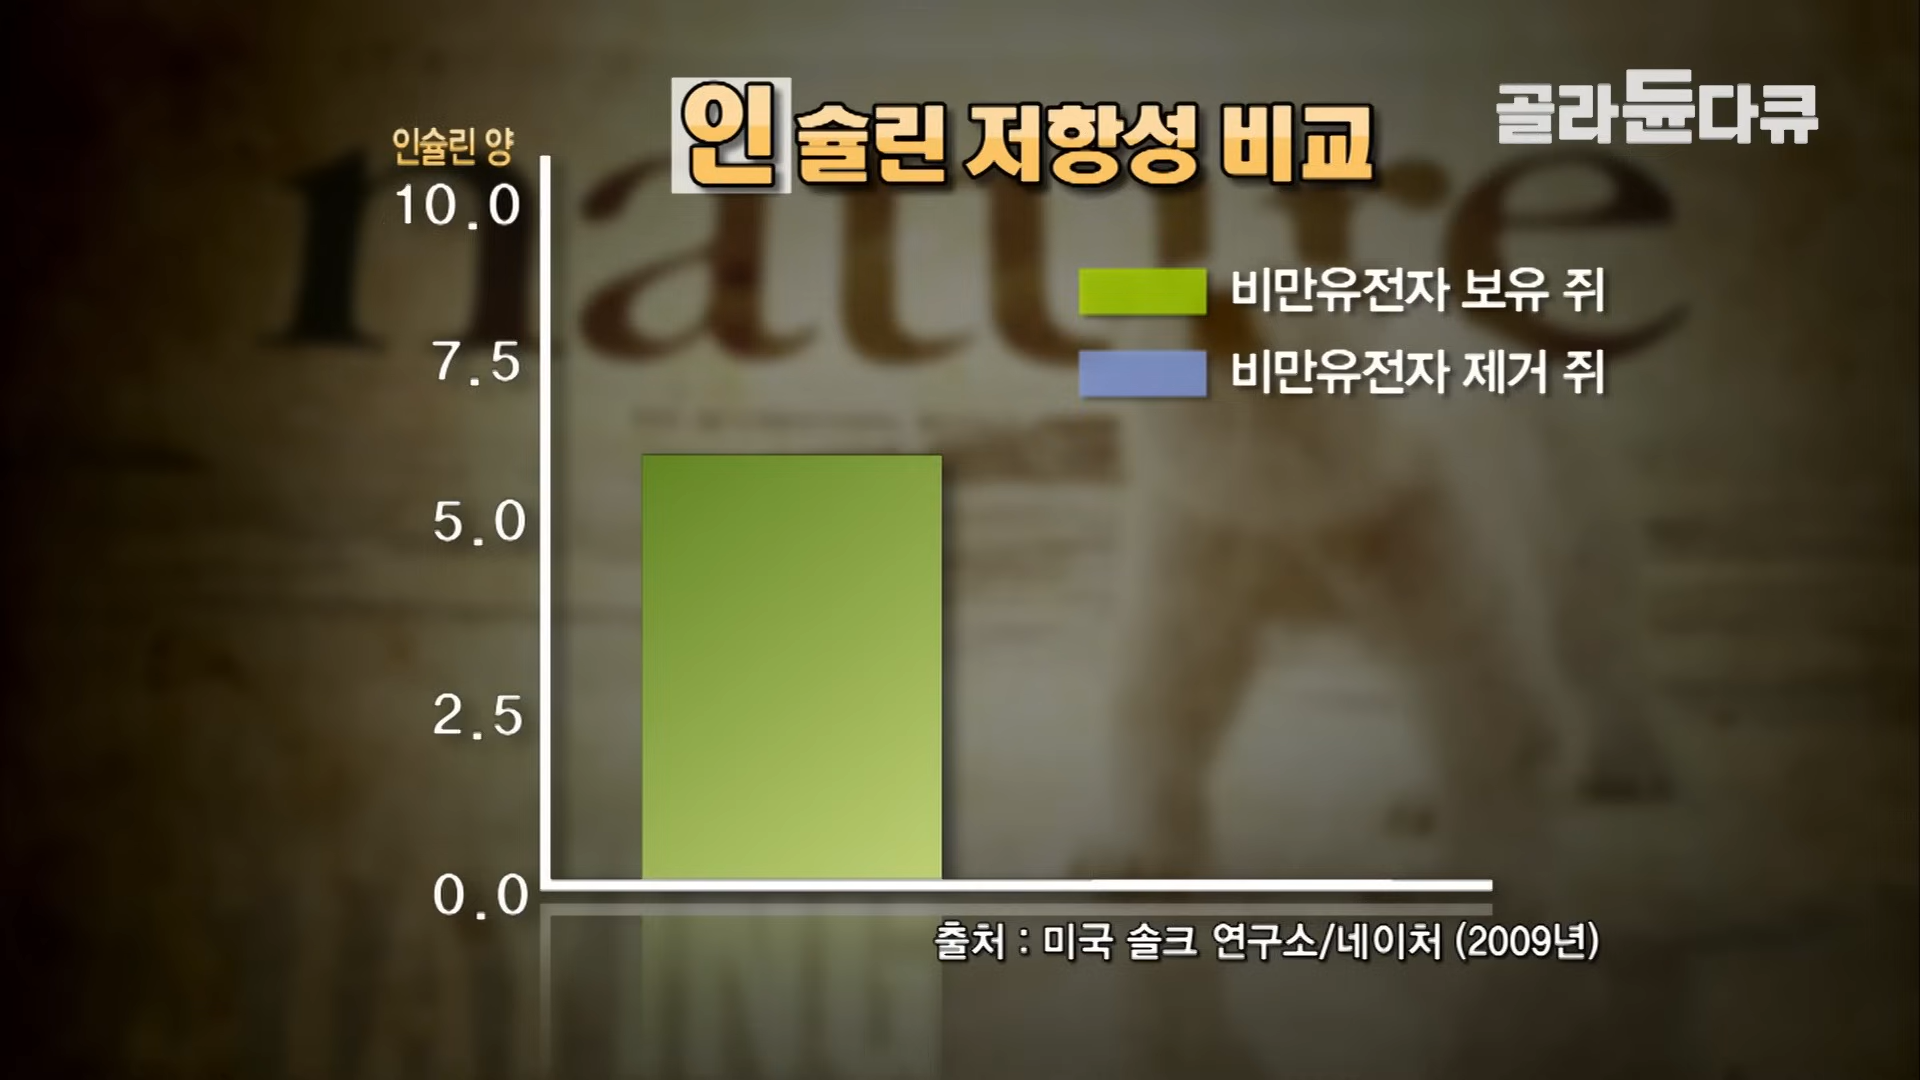 인슐린 저항성 비교
골라둔다큐
인슐린 양
10.0
7.5
5.0
2.5
0.0
비만유전자 보유 쥐
비만유전자 제거 쥐
nature
출처 : 미국 솔크 연구소/네이처 (2009년)